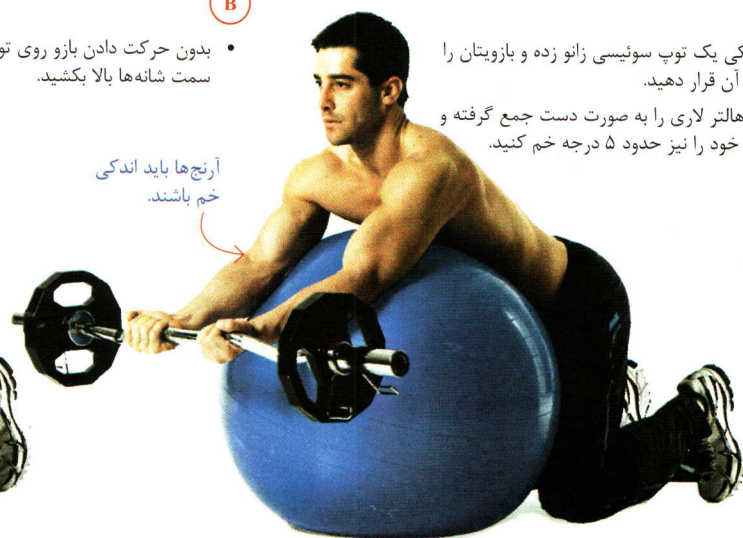 کی یک توپ سوئیسی زانو زده و بازویتان را
آن قرار دهید.
هالتر لاری را به صورت دست جمع گرفته و
خود را نیز حدود ۵ درجه خم کنید.
آرنج‌ها باید اندکی
خم باشند.
B
• بدون حرکت دادن بازو روی
سمت شانه‌ها بالا بکشید.